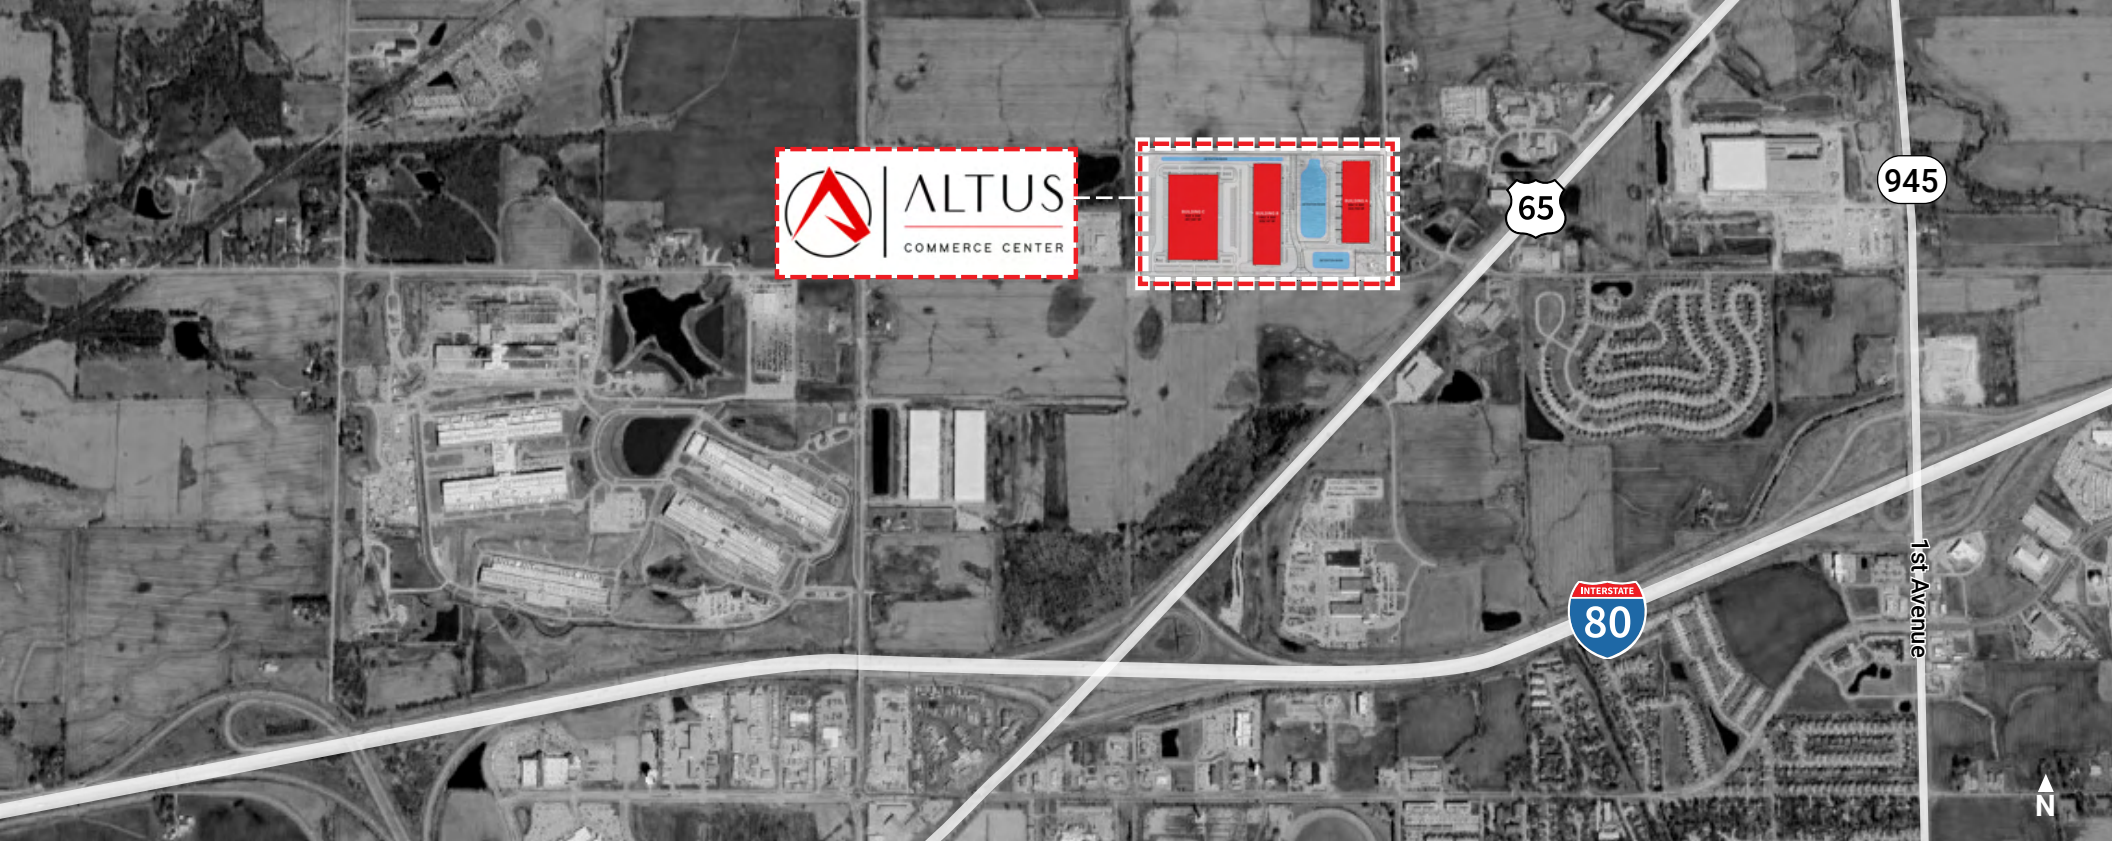 ALTUS
COMMERCE CENTER
65
945
INTERSTATE
80
1st Avenue
N